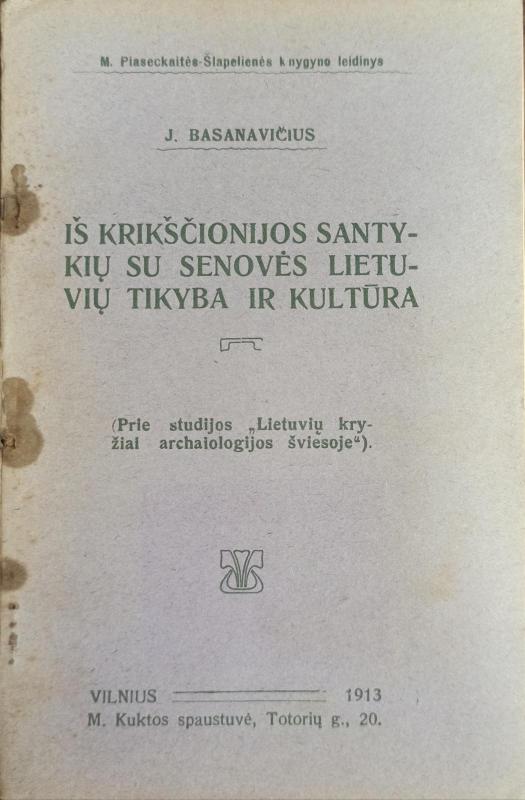 M. Piaseckaitės-Šlapelienės knygyno leidinys
J. BASANAVIČIUS
IŠ KRIKŠČIONIJOS SANTY-
KIŲ SU SENOVĖS LIETU-
VIŲ TIKYBA IR KULTŪRA
(Prie studijos „Lietuvių kry-
žiai archaiologijos šviesoje“).
VILNIUS 1913
M. Kuktos spaustuvė, Totorių g., 20.